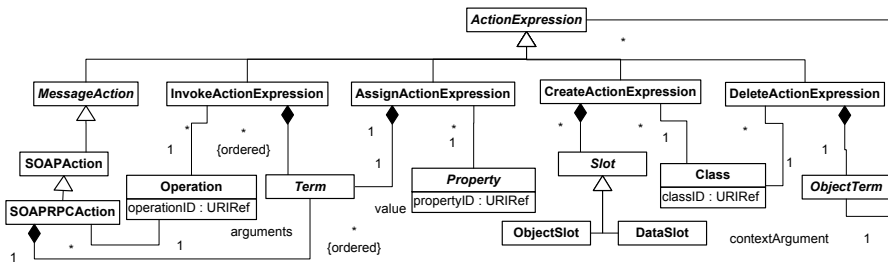 ActionExpression
*
MessageAction
InvokeActionExpression
AssignActionExpression
CreateActionExpression
DeleteActionExpression
* * 1 * * * *
1 {ordered} 1 1 1 1
SOAPAction
Slot
Operation
operationID : URIRef
Term
Property
propertyID : URIRef
Class
classID : URIRef
ObjectTerm
SOAPRPCAction
value
arguments
*
{ordered}
ObjectSlot
DataSlot
contextArgument
1
1 * 1